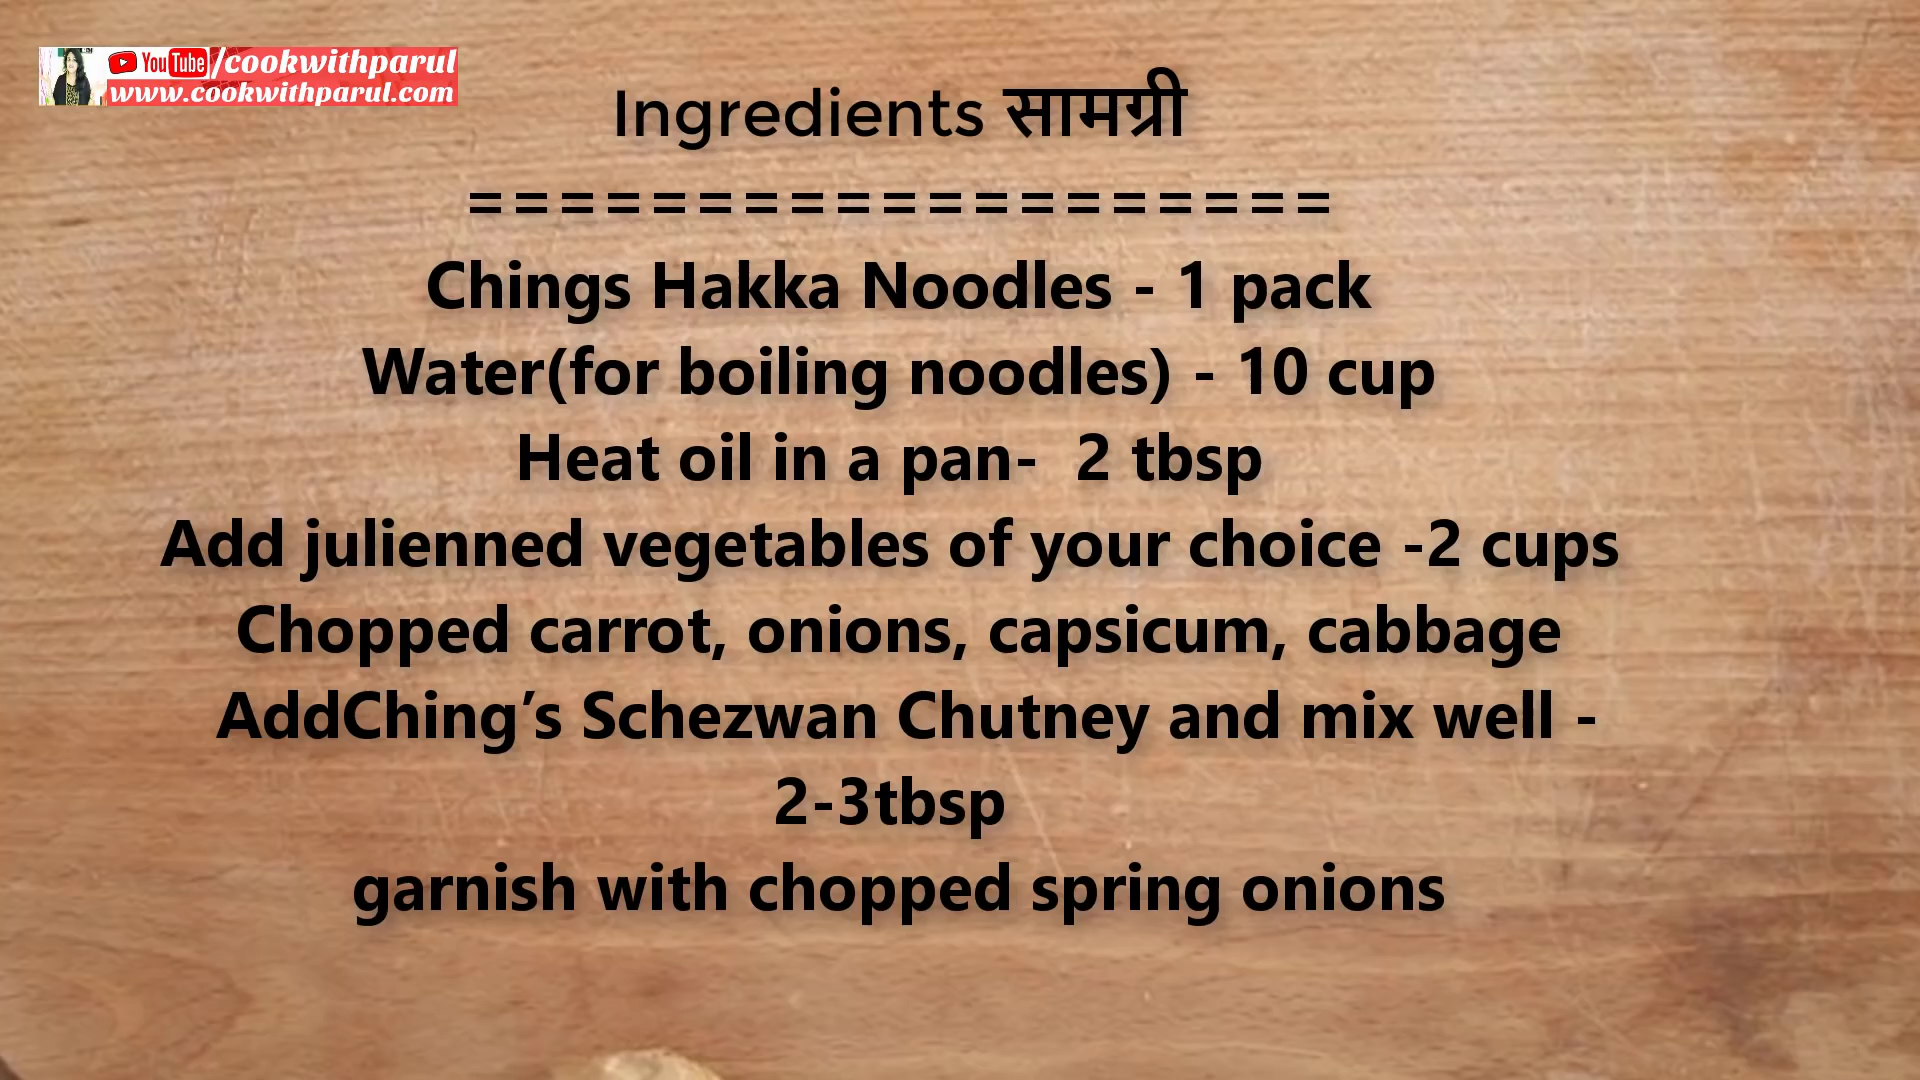 YouTube/cookwithparul
www.cookwithparul.com
Ingredients सामग्री
===================
Chings Hakka Noodles - 1 pack
Water(for boiling noodles) - 10 cup
Heat oil in a pan-  2 tbsp
Add julienned vegetables of your choice -2 cups
Chopped carrot, onions, capsicum, cabbage
AddChing’s Schezwan Chutney and mix well -
2-3tbsp
garnish with chopped spring onions